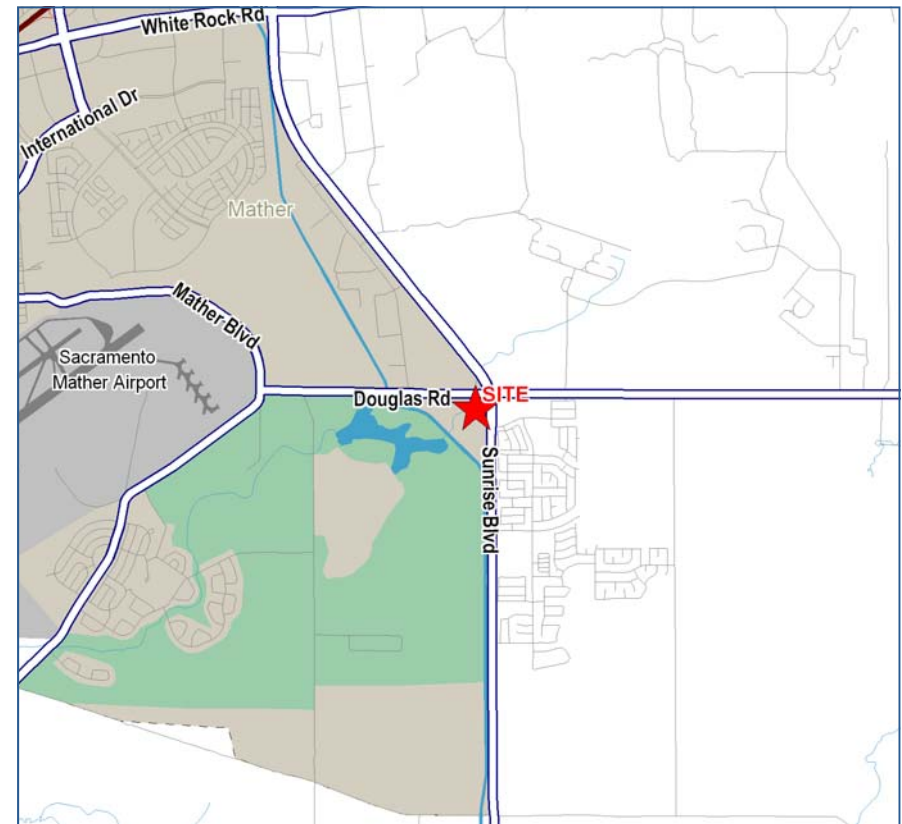 White Rock Rd
International Dr
Mather
Mather Blvd
Sacramento
Mather Airport
Douglas Rd
SITE
Sunrise Blvd